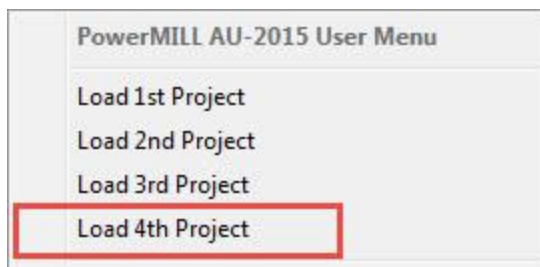 PowerMILL AU-2015 User Menu
Load 1st Project
Load 2nd Project
Load 3rd Project
Load 4th Project